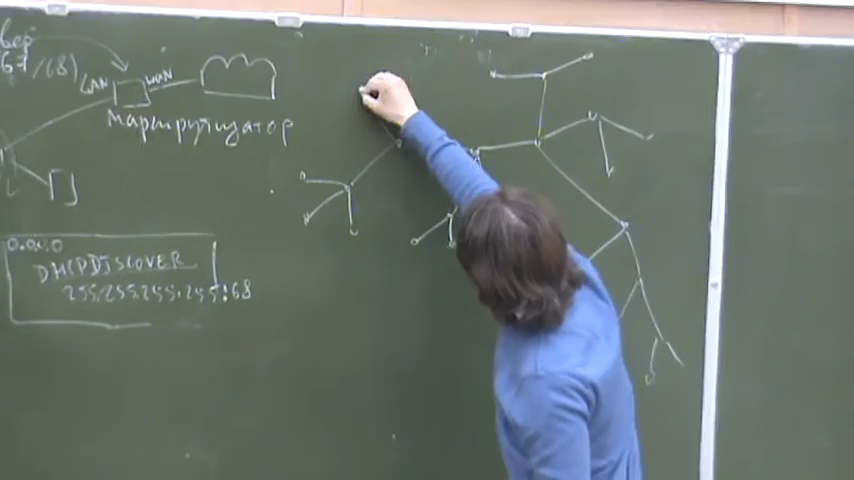 67/68)
LAN
WAN
маршрутизатор
0.0.0.0
DHCPDISCOVER
255.255.255.255:68